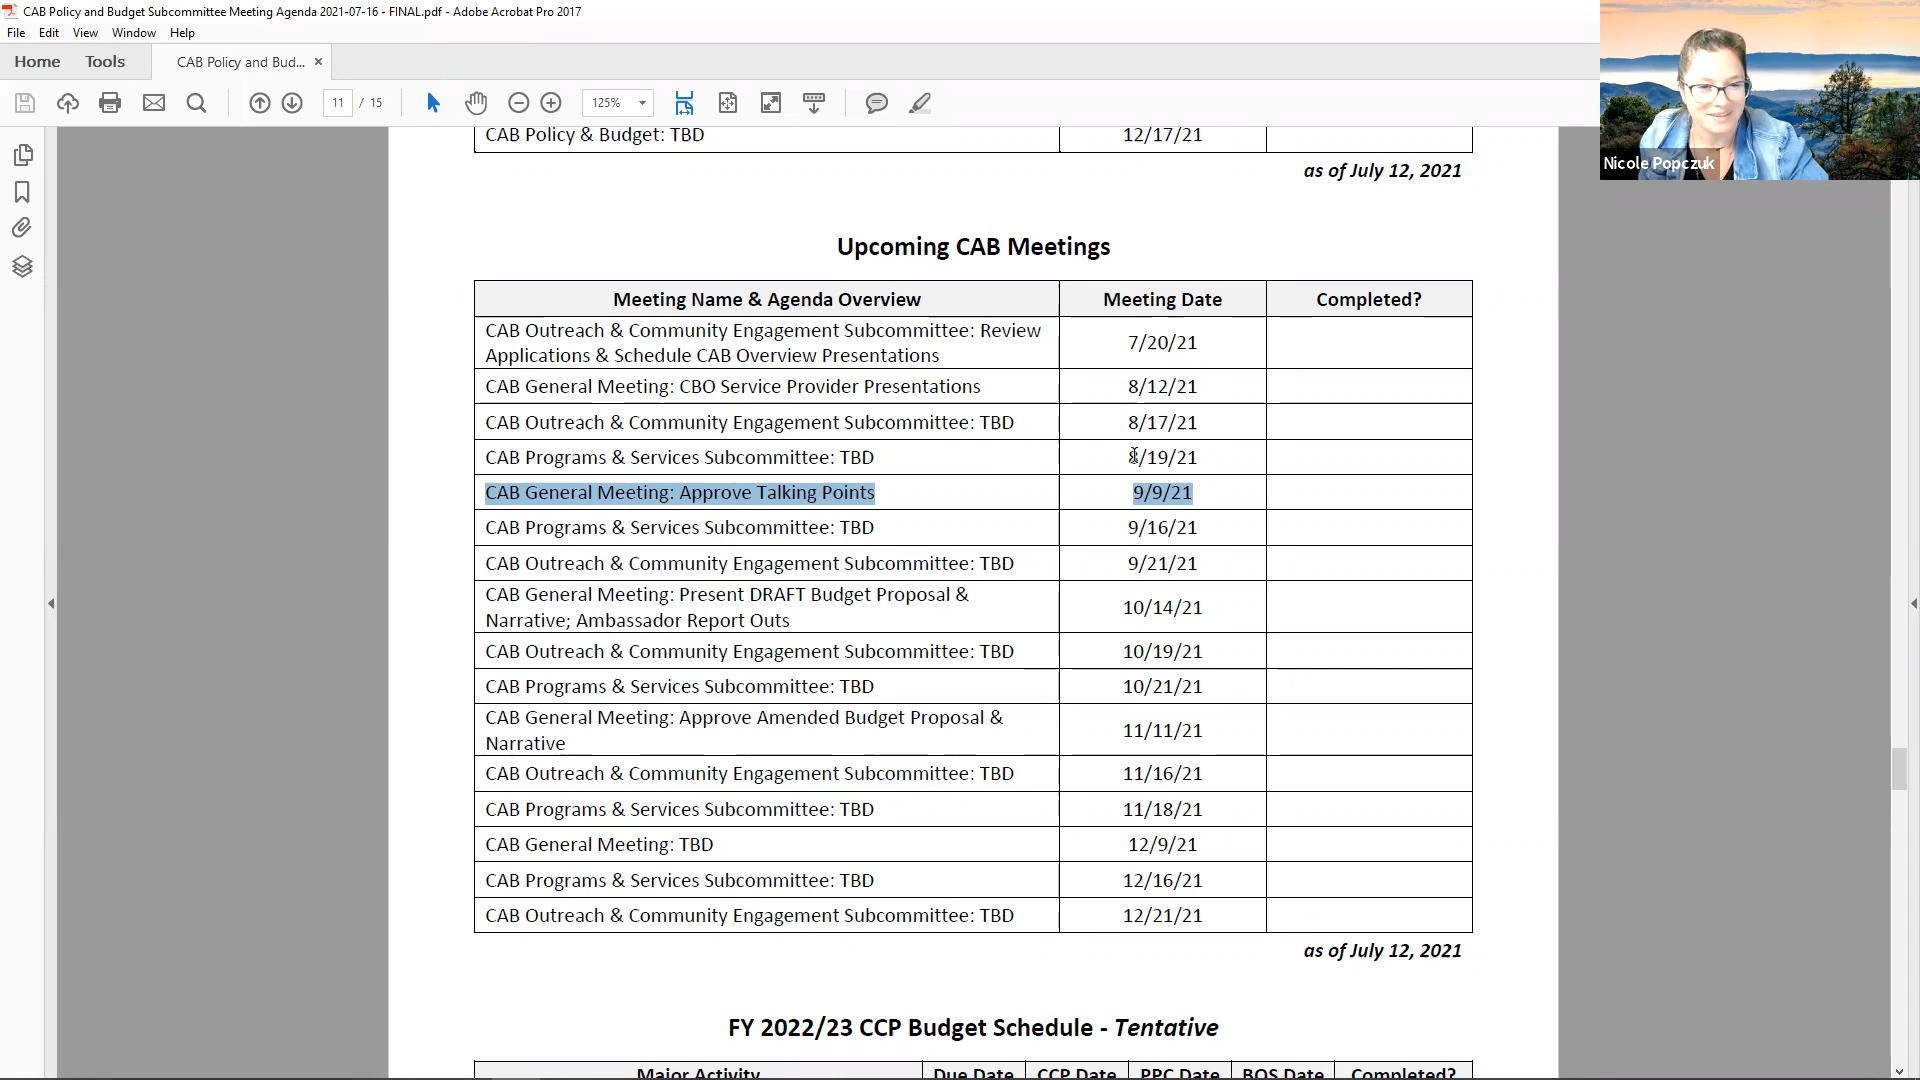 CAB Policy and Budget Subcommittee Meeting Agenda 2021-07-16 - FINAL.pdf - Adobe Acrobat Pro 2017
File Edit View Window Help
Home Tools CAB Policy and Bud... ×
11 / 15 125%
Nicole Popczuk
CAB Policy & Budget: TBD 12/17/21
as of July 12, 2021
Upcoming CAB Meetings
Meeting Name & Agenda Overview Meeting Date Completed?
CAB Outreach & Community Engagement Subcommittee: Review
Applications & Schedule CAB Overview Presentations 7/20/21
CAB General Meeting: CBO Service Provider Presentations 8/12/21
CAB Outreach & Community Engagement Subcommittee: TBD 8/17/21
CAB Programs & Services Subcommittee: TBD 8/19/21
CAB General Meeting: Approve Talking Points 9/9/21
CAB Programs & Services Subcommittee: TBD 9/16/21
CAB Outreach & Community Engagement Subcommittee: TBD 9/21/21
CAB General Meeting: Present DRAFT Budget Proposal &
Narrative; Ambassador Report Outs 10/14/21
CAB Outreach & Community Engagement Subcommittee: TBD 10/19/21
CAB Programs & Services Subcommittee: TBD 10/21/21
CAB General Meeting: Approve Amended Budget Proposal &
Narrative 11/11/21
CAB Outreach & Community Engagement Subcommittee: TBD 11/16/21
CAB Programs & Services Subcommittee: TBD 11/18/21
CAB General Meeting: TBD 12/9/21
CAB Programs & Services Subcommittee: TBD 12/16/21
CAB Outreach & Community Engagement Subcommittee: TBD 12/21/21
as of July 12, 2021
FY 2022/23 CCP Budget Schedule - Tentative
Major Activity Due Date CCP Date PPC Date BOS Date Completed?